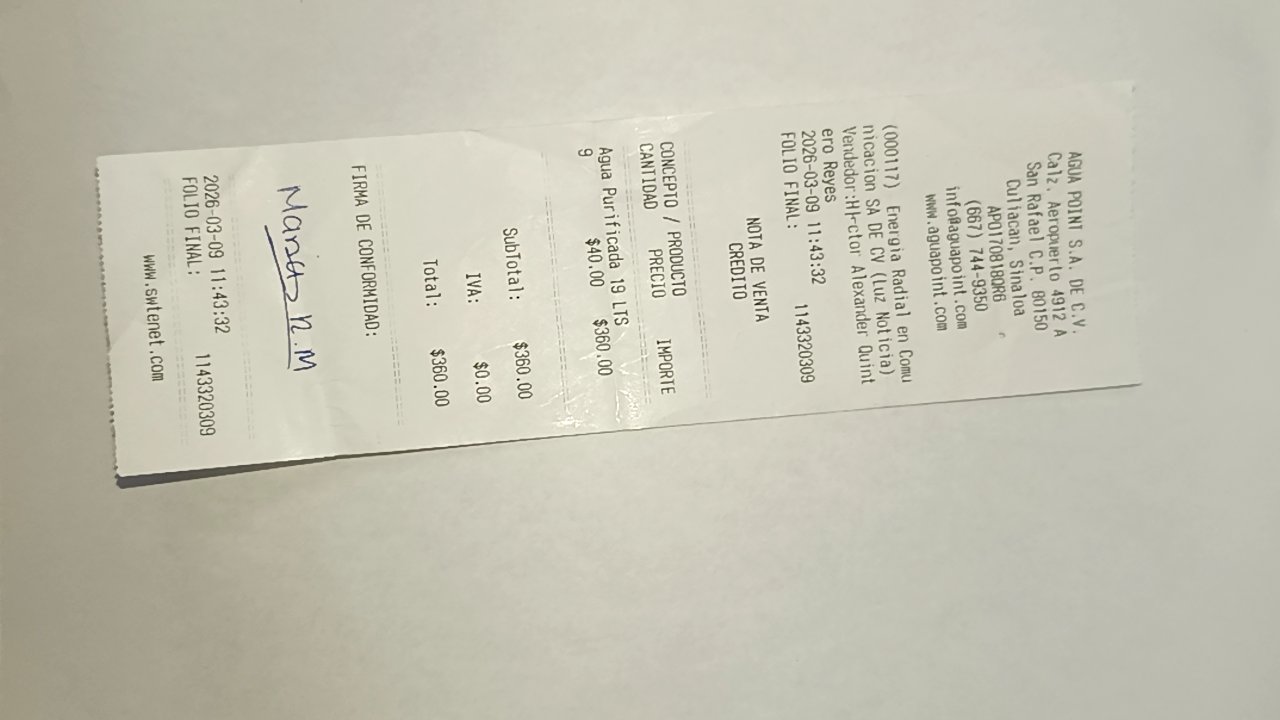 AGUA POINT S.A. DE C.V.
Calz. Aeropuerto 4912 A
San Rafael C.P. 80150
Culiacan, Sinaloa
APO170818QR6
(667) 744-9350
info@aguapoint.com
www.aguapoint.com
(000117) Energia Radial en Comu
nicacion SA DE CV (Luz Noticia)
Vendedor:H├ctor Alexander Quint
ero Reyes
2026-03-09 11:43:32 1143320309
FOLIO FINAL:
NOTA DE VENTA
CREDITO
CONCEPTO / PRODUCTO
CANTIDAD PRECIO IMPORTE
Agua Purificada 19 LTS
9 $40.00 $360.00
SubTotal: $360.00
IVA: $0.00
Total: $360.00
FIRMA DE CONFORMIDAD:
2026-03-09 11:43:32 1143320309
FOLIO FINAL:
www.swtenet.com